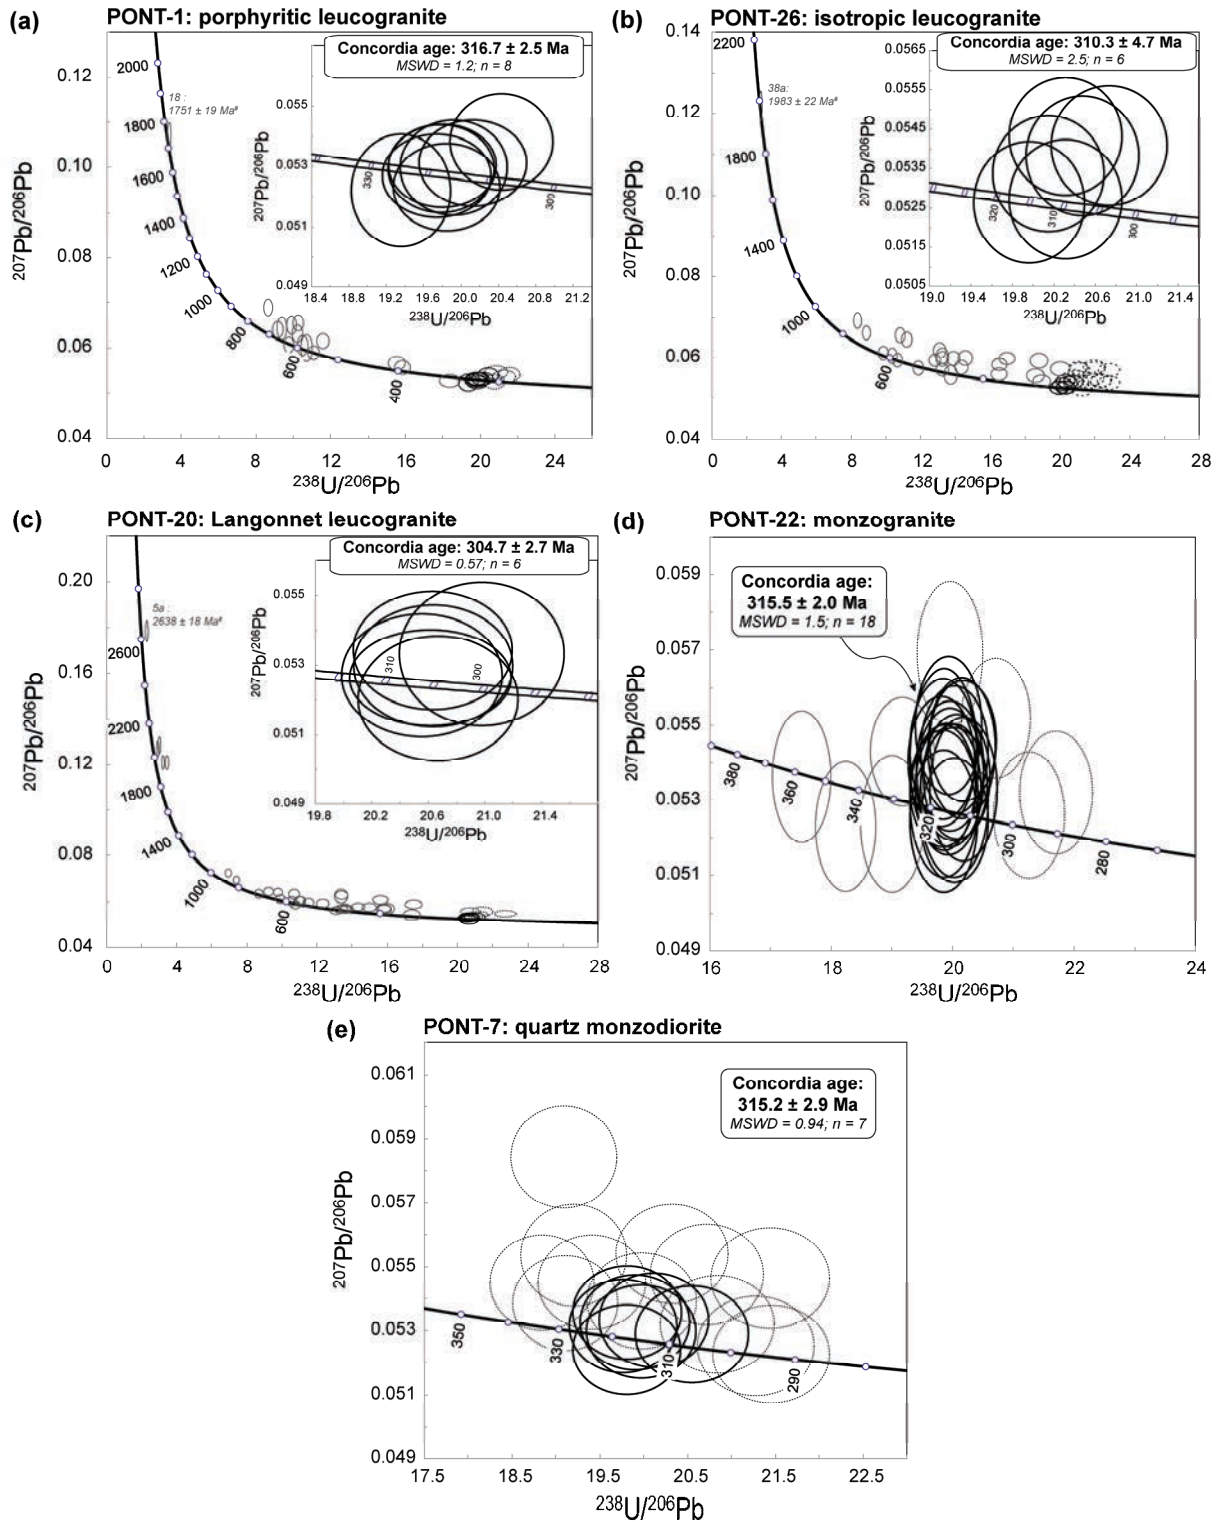 (a) PONT-1: porphyritic leucogranite
Concordia age: 316.7 ± 2.5 Ma
MSWD = 1.2; n = 8
18 :
1751 ± 19 Ma#
2000
1800
1600
1400
1200
1000
800
600
400
0.12
0.10
0.08
0.06
0.04
207Pb/206Pb
0 4 8 12 16 20 24
238U/206Pb
0.055
0.053
0.051
0.049
207Pb/206Pb
330
300
18.4 18.8 19.2 19.6 20.0 20.4 20.8 21.2
238U/206Pb
(b) PONT-26: isotropic leucogranite
Concordia age: 310.3 ± 4.7 Ma
MSWD = 2.5; n = 6
38a:
1983 ± 22 Ma#
2200
1800
1400
1000
600
0.14
0.12
0.10
0.08
0.06
0.04
207Pb/206Pb
0 4 8 12 16 20 24 28
238U/206Pb
0.0565
0.0555
0.0545
0.0535
0.0525
0.0515
0.0505
207Pb/206Pb
320
310
300
19.0 19.4 19.8 20.2 20.6 21.0 21.4
238U/206Pb
(c) PONT-20: Langonnet leucogranite
Concordia age: 304.7 ± 2.7 Ma
MSWD = 0.57; n = 6
5a :
2638 ± 18 Ma#
2600
2200
1800
1400
1000
600
0.20
0.16
0.12
0.08
0.04
207Pb/206Pb
0 4 8 12 16 20 24 28
238U/206Pb
0.055
0.053
0.051
0.049
207Pb/206Pb
310
300
19.8 20.2 20.6 21.0 21.4
238U/206Pb
(d) PONT-22: monzogranite
Concordia age:
315.5 ± 2.0 Ma
MSWD = 1.5; n = 18
0.059
0.057
0.055
0.053
0.051
0.049
207Pb/206Pb
380
360
340
320
300
280
16 18 20 22 24
238U/206Pb
(e) PONT-7: quartz monzodiorite
Concordia age:
315.2 ± 2.9 Ma
MSWD = 0.94; n = 7
0.061
0.059
0.057
0.055
0.053
0.051
0.049
207Pb/206Pb
350
330
310
290
17.5 18.5 19.5 20.5 21.5 22.5
238U/206Pb